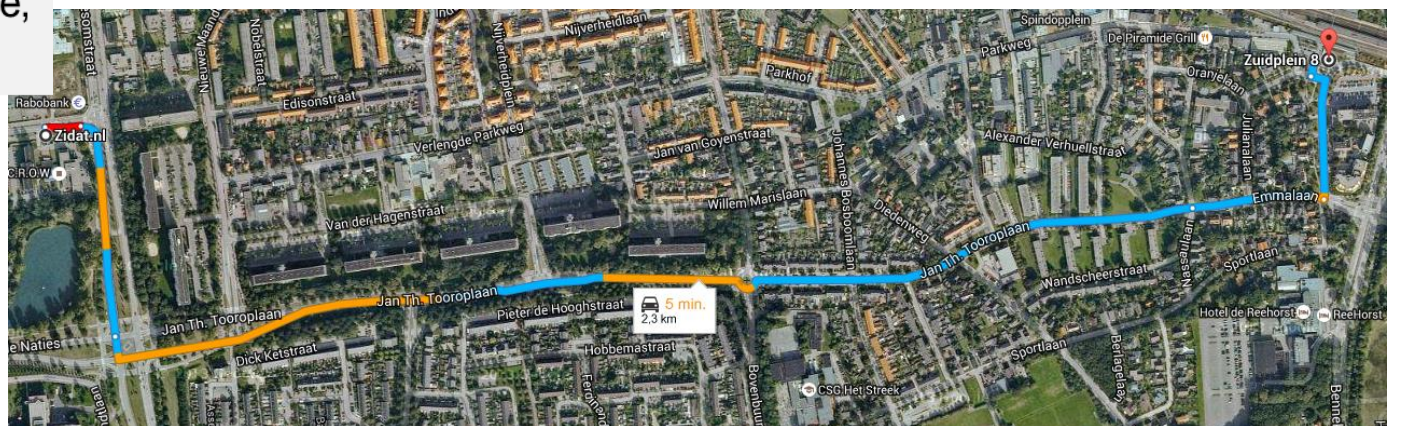 e,
Spindopplein
Nijverheidlaan
Nobelstraat
Nijverheidplein
Parkweg
De Piramide Grill
Zuidplein 8
Parkhof
Oranjelaan
Rabobank
Edisonstraat
Zidat.nl
Verlengde Parkweg
Jan van Goyenstraat
Johannes Bosboomlaan
Alexander Verhuellstraat
Julianalaan
C.R.O.W
Willem Marislaan
Emmalaan
Van der Hagenstraat
Diedenweg
Jan Th. Tooroplaan
Nassaulaan
Sportlaan
Wandscheerstraat
Jan Th. Tooroplaan
5 min.
2,3 km
Pieter de Hooghstraat
Jan Th. Tooroplaan
Hotel de Reehorst
ReeHorst
e Naties
Dick Ketstraat
Hobbemastraat
Sportlaan
Berlagelaan
CSG Het Streek